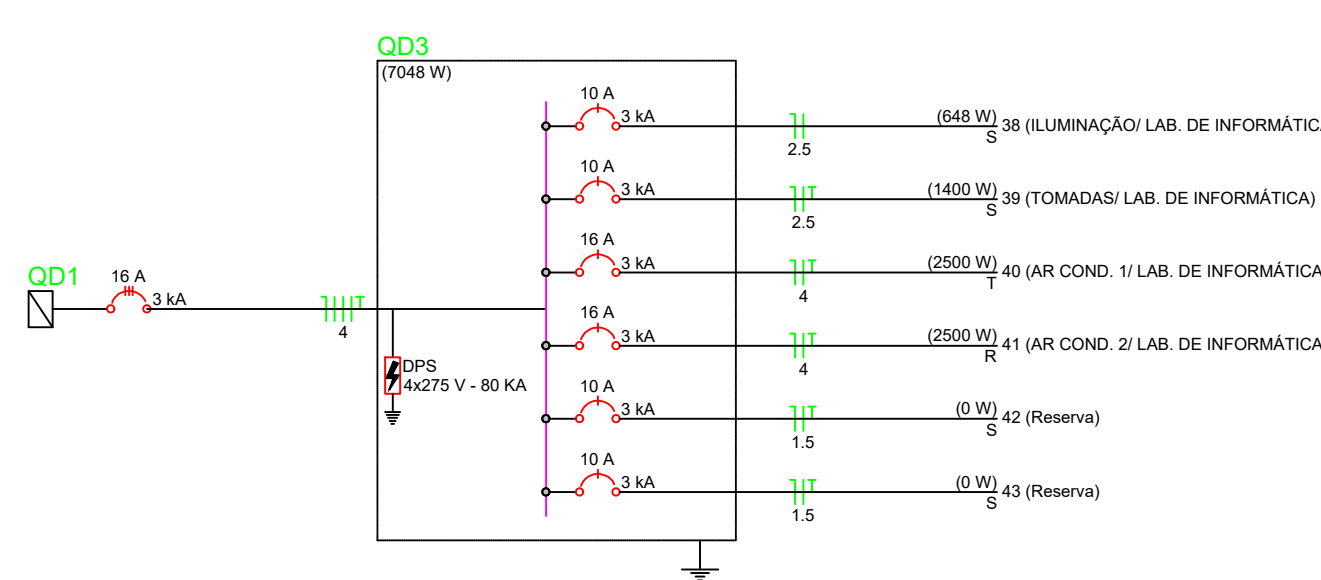 QD3
(7048 W)
10 A
3 kA
2.5
(648 W)
S
38 (ILUMINAÇÃO/ LAB. DE INFORMÁTICA
10 A
3 kA
2.5
(1400 W)
S
39 (TOMADAS/ LAB. DE INFORMÁTICA)
16 A
3 kA
4
(2500 W)
T
40 (AR COND. 1/ LAB. DE INFORMÁTICA
QD1
16 A
3 kA
4
16 A
3 kA
4
(2500 W)
R
41 (AR COND. 2/ LAB. DE INFORMÁTICA
DPS
4x275 V - 80 KA
10 A
3 kA
1.5
(0 W)
S
42 (Reserva)
10 A
3 kA
1.5
(0 W)
S
43 (Reserva)